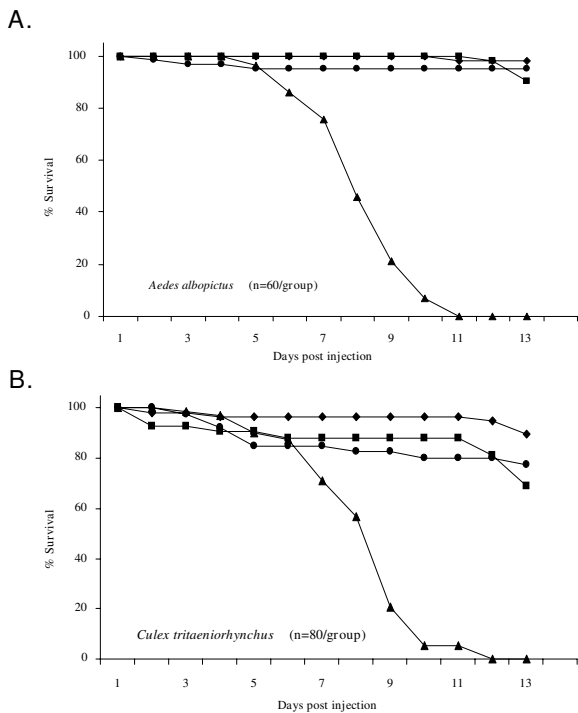 A.
100
80
60
40
20
0
% Survival
Aedes albopictus (n=60/group)
1 3 5 7 9 11 13
Days post injection
B.
100
80
60
40
20
0
% Survival
Culex tritaeniorhynchus (n=80/group)
1 3 5 7 9 11 13
Days post injection